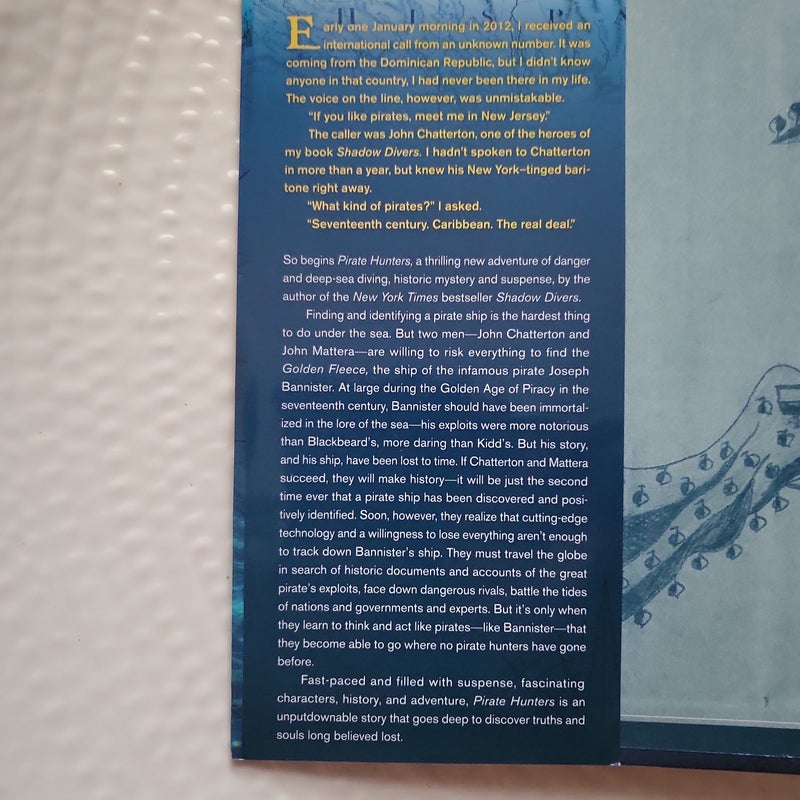 Early one January morning in 2012, I received an
international call from an unknown number. It was
coming from the Dominican Republic, but I didn't know
anyone in that country, I had never been there in my life.
The voice on the line, however, was unmistakable.
"If you like pirates, meet me in New Jersey."
The caller was John Chatterton, one of the heroes of
my book Shadow Divers. I hadn't spoken to Chatterton
in more than a year, but knew his New York–tinged bari-
tone right away.
"What kind of pirates?" I asked.
"Seventeenth century. Caribbean. The real deal."
So begins Pirate Hunters, a thrilling new adventure of danger
and deep-sea diving, historic mystery and suspense, by the
author of the New York Times bestseller Shadow Divers.
Finding and identifying a pirate ship is the hardest thing
to do under the sea. But two men—John Chatterton and
John Mattera—are willing to risk everything to find the
Golden Fleece, the ship of the infamous pirate Joseph
Bannister. At large during the Golden Age of Piracy in the
seventeenth century, Bannister should have been immortal-
ized in the lore of the sea—his exploits were more notorious
than Blackbeard's, more daring than Kidd's. But his story,
and his ship, have been lost to time. If Chatterton and Mattera
succeed, they will make history—it will be just the second
time ever that a pirate ship has been discovered and posi-
tively identified. Soon, however, they realize that cutting-edge
technology and a willingness to lose everything aren't enough
to track down Bannister's ship. They must travel the globe
in search of historic documents and accounts of the great
pirate's exploits, face down dangerous rivals, battle the tides
of nations and governments and experts. But it's only when
they learn to think and act like pirates—like Bannister—that
they become able to go where no pirate hunters have gone
before.
Fast-paced and filled with suspense, fascinating
characters, history, and adventure, Pirate Hunters is an
unputdownable story that goes deep to discover truths and
souls long believed lost.